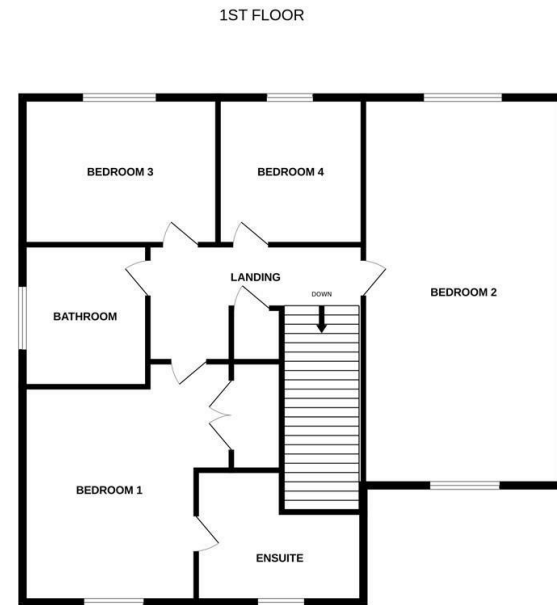 1ST FLOOR
BEDROOM 3
BEDROOM 4
LANDING
DOWN
BEDROOM 2
BATHROOM
BEDROOM 1
ENSUITE